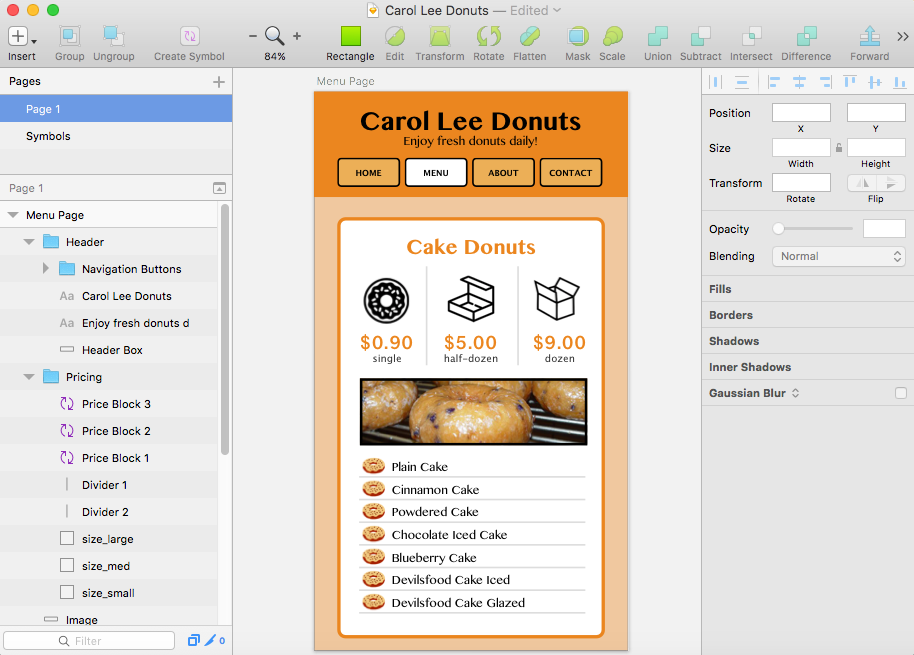 Carol Lee Donuts — Edited
Insert
Group
Ungroup
Create Symbol
84%
Rectangle
Edit
Transform
Rotate
Flatten
Mask
Scale
Union
Subtract
Intersect
Difference
Forward
Pages
Page 1
Symbols
Page 1
Menu Page
Header
Navigation Buttons
Carol Lee Donuts
Enjoy fresh donuts d
Header Box
Pricing
Price Block 3
Price Block 2
Price Block 1
Divider 1
Divider 2
size_large
size_med
size_small
Image
Filter
0
Menu Page
Carol Lee Donuts
Enjoy fresh donuts daily!
HOME MENU ABOUT CONTACT
Cake Donuts
$0.90 $5.00 $9.00
single half-dozen dozen
Plain Cake
Cinnamon Cake
Powdered Cake
Chocolate Iced Cake
Blueberry Cake
Devilsfood Cake Iced
Devilsfood Cake Glazed
Position
X Y
Size
Width Height
Transform
Rotate Flip
Opacity
Blending Normal
Fills
Borders
Shadows
Inner Shadows
Gaussian Blur